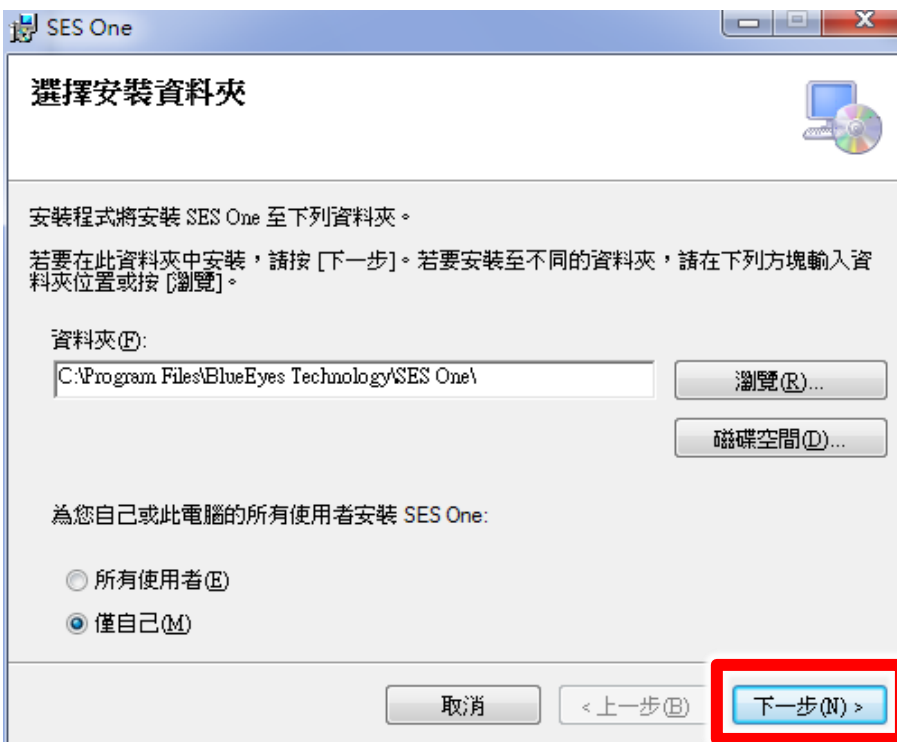 SES One
選擇安裝資料夾
安裝程式將安裝 SES One 至下列資料夾。
若要在此資料夾中安裝，請按 [下一步]。若要安裝至不同的資料夾，請在下列方塊輸入資
料夾位置或按 [瀏覽]。
資料夾(F):
C:\Program Files\BlueEyes Technology\SES One\
瀏覽(R)...
磁碟空間(D)...
為您自己或此電腦的所有使用者安裝 SES One:
所有使用者(E)
僅自己(M)
取消
<上一步(B)
下一步(N) >